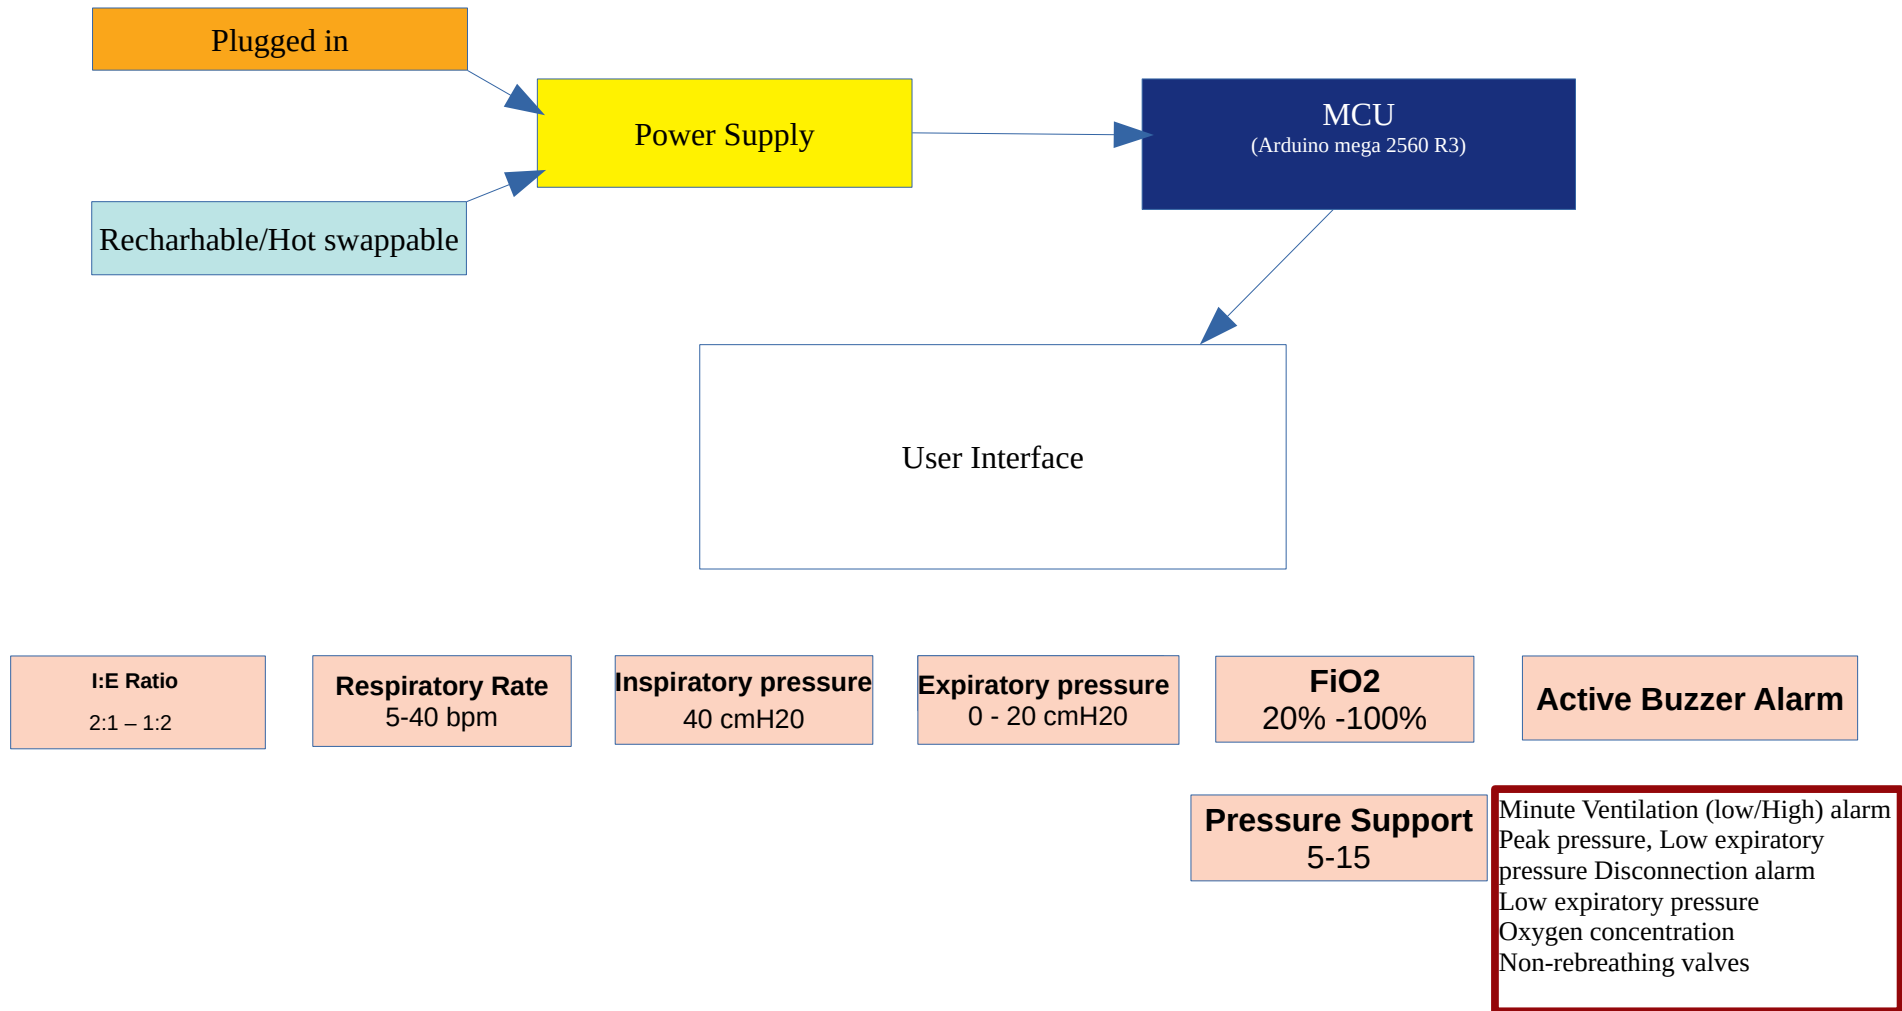 Plugged in
Power Supply
MCU
(Arduino mega 2560 R3)
Recharhable/Hot swappable
User Interface
I:E Ratio
2:1 – 1:2
Respiratory Rate
5-40 bpm
Inspiratory pressure
40 cmH20
Expiratory pressure
0 - 20 cmH20
FiO2
20% -100%
Active Buzzer Alarm
Pressure Support
5-15
Minute Ventilation (low/High) alarm
Peak pressure, Low expiratory
pressure Disconnection alarm
Low expiratory pressure
Oxygen concentration
Non-rebreathing valves